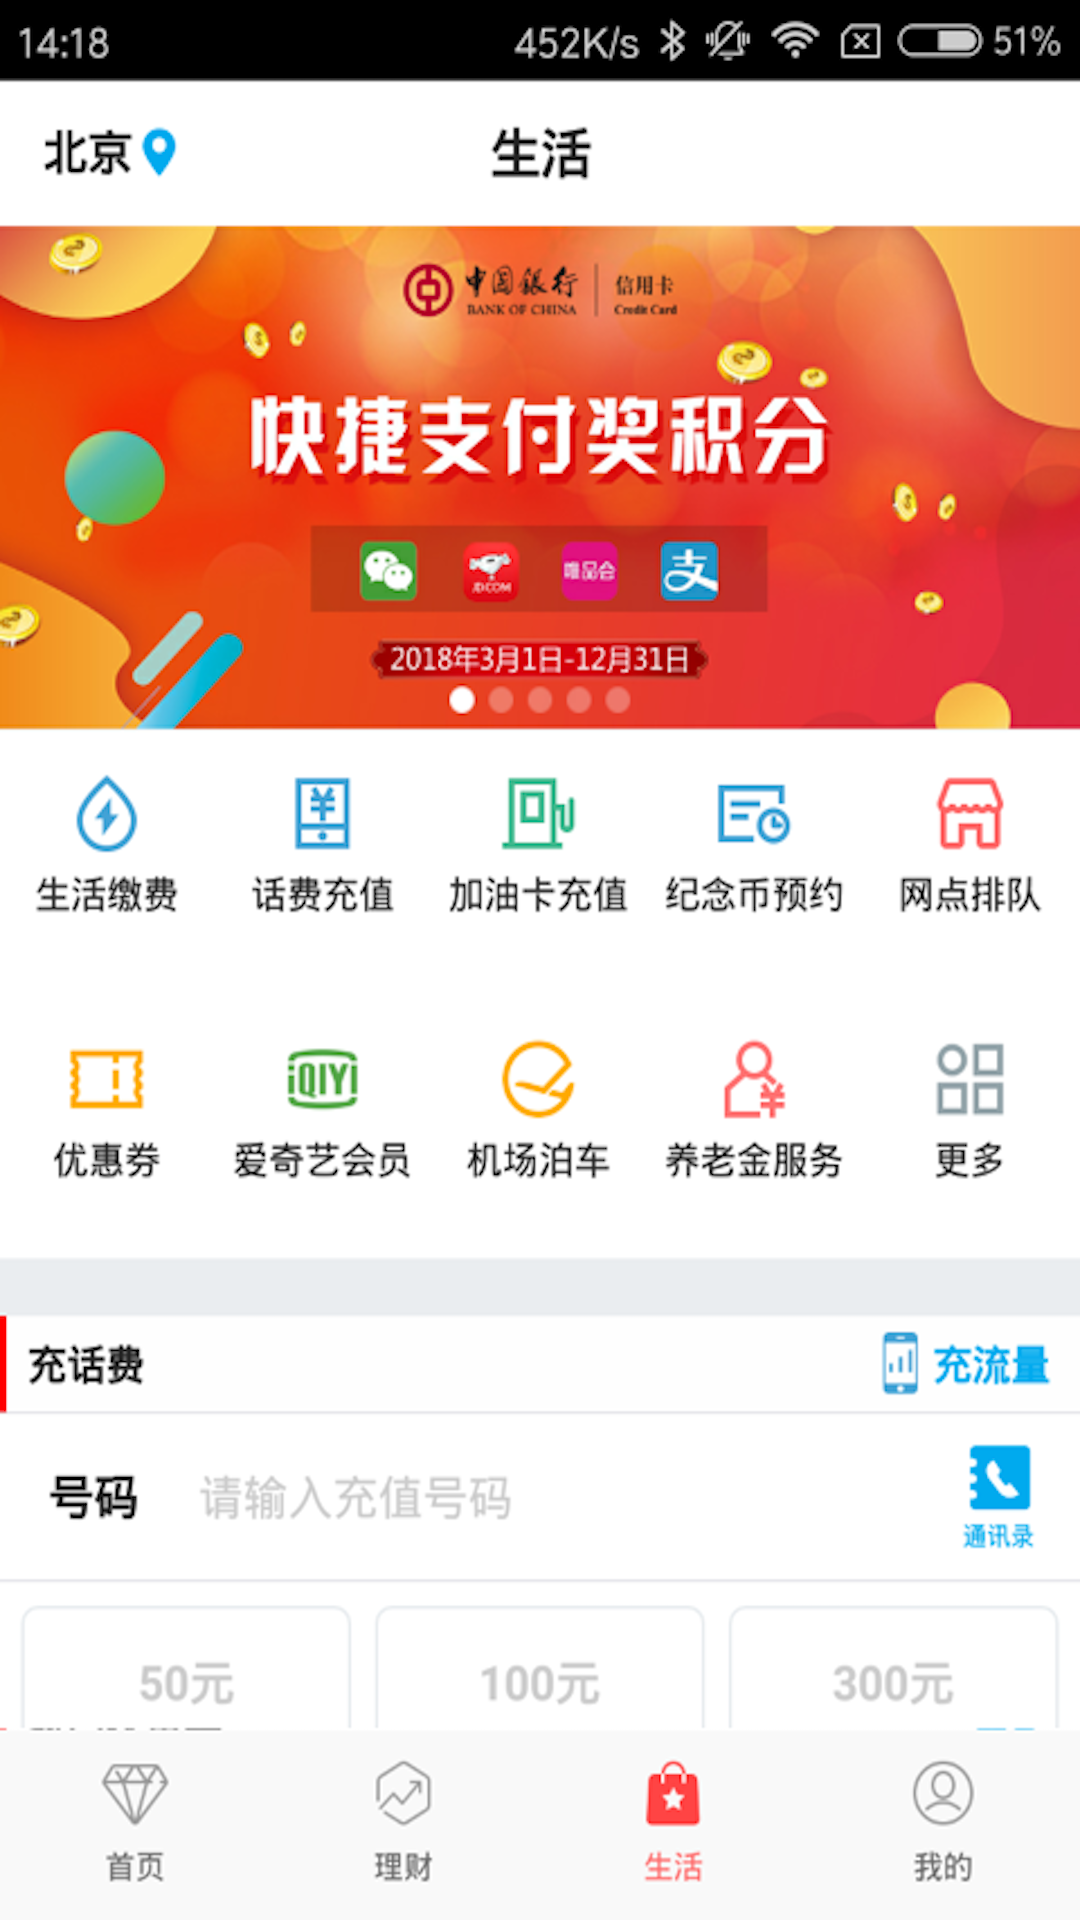 14:18 452K/s 51%
北京 生活
中国银行 信用卡
BANK OF CHINA Credit Card
快捷支付奖积分
JD.COM 唯品会 支
2018年3月1日-12月31日
生活缴费 话费充值 加油卡充值 纪念币预约 网点排队
iQIYI
优惠券 爱奇艺会员 机场泊车 养老金服务 更多
充话费 充流量
号码 请输入充值号码
通讯录
50元 100元 300元
首页 理财 生活 我的